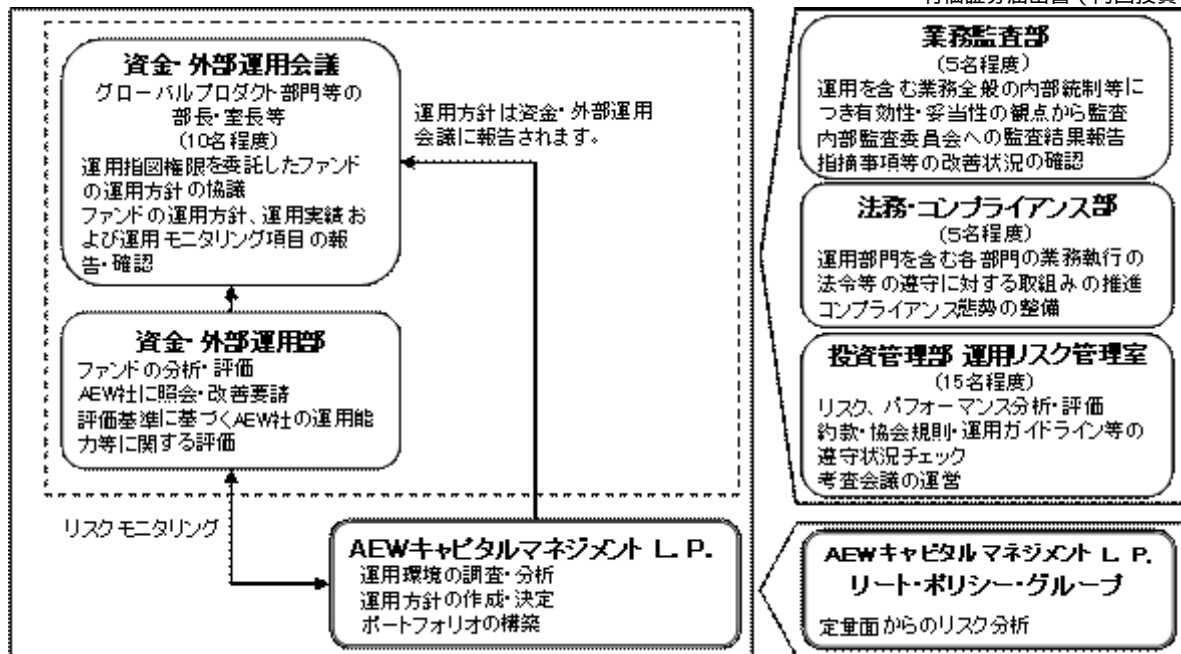 資金・外部運用会議
グローバルプロダクト部門等の
部長・室長等
(10名程度)
運用指図権限を委託したファンド
の運用方針の協議
ファンドの運用方針、運用実績お
よび運用モニタリング項目の報
告・確認
運用方針は資金・外部運用
会議に報告されます。
資金・外部運用部
ファンドの分析・評価
AEW社に照会・改善要請
評価基準に基づくAEW社の運用能
力等に関する評価
リスクモニタリング
AEWキャピタルマネジメント L. P.
運用環境の調査・分析
運用方針の作成・決定
ポートフォリオの構築
業務監査部
(5名程度)
運用を含む業務全般の内部統制等に
つき有効性・妥当性の観点から監査
内部監査委員会への監査結果報告
指摘事項等の改善状況の確認
法務・コンプライアンス部
(5名程度)
運用部門を含む各部門の業務執行の
法令等の遵守に対する取組みの推進
コンプライアンス態勢の整備
投資管理部 運用リスク管理室
(15名程度)
リスク、パフォーマンス分析・評価
約款・協会規則・運用ガイドライン等の
遵守状況チェック
考査会議の運営
AEWキャピタルマネジメント L. P.
リート・ポリシー・グループ
定量面からのリスク分析